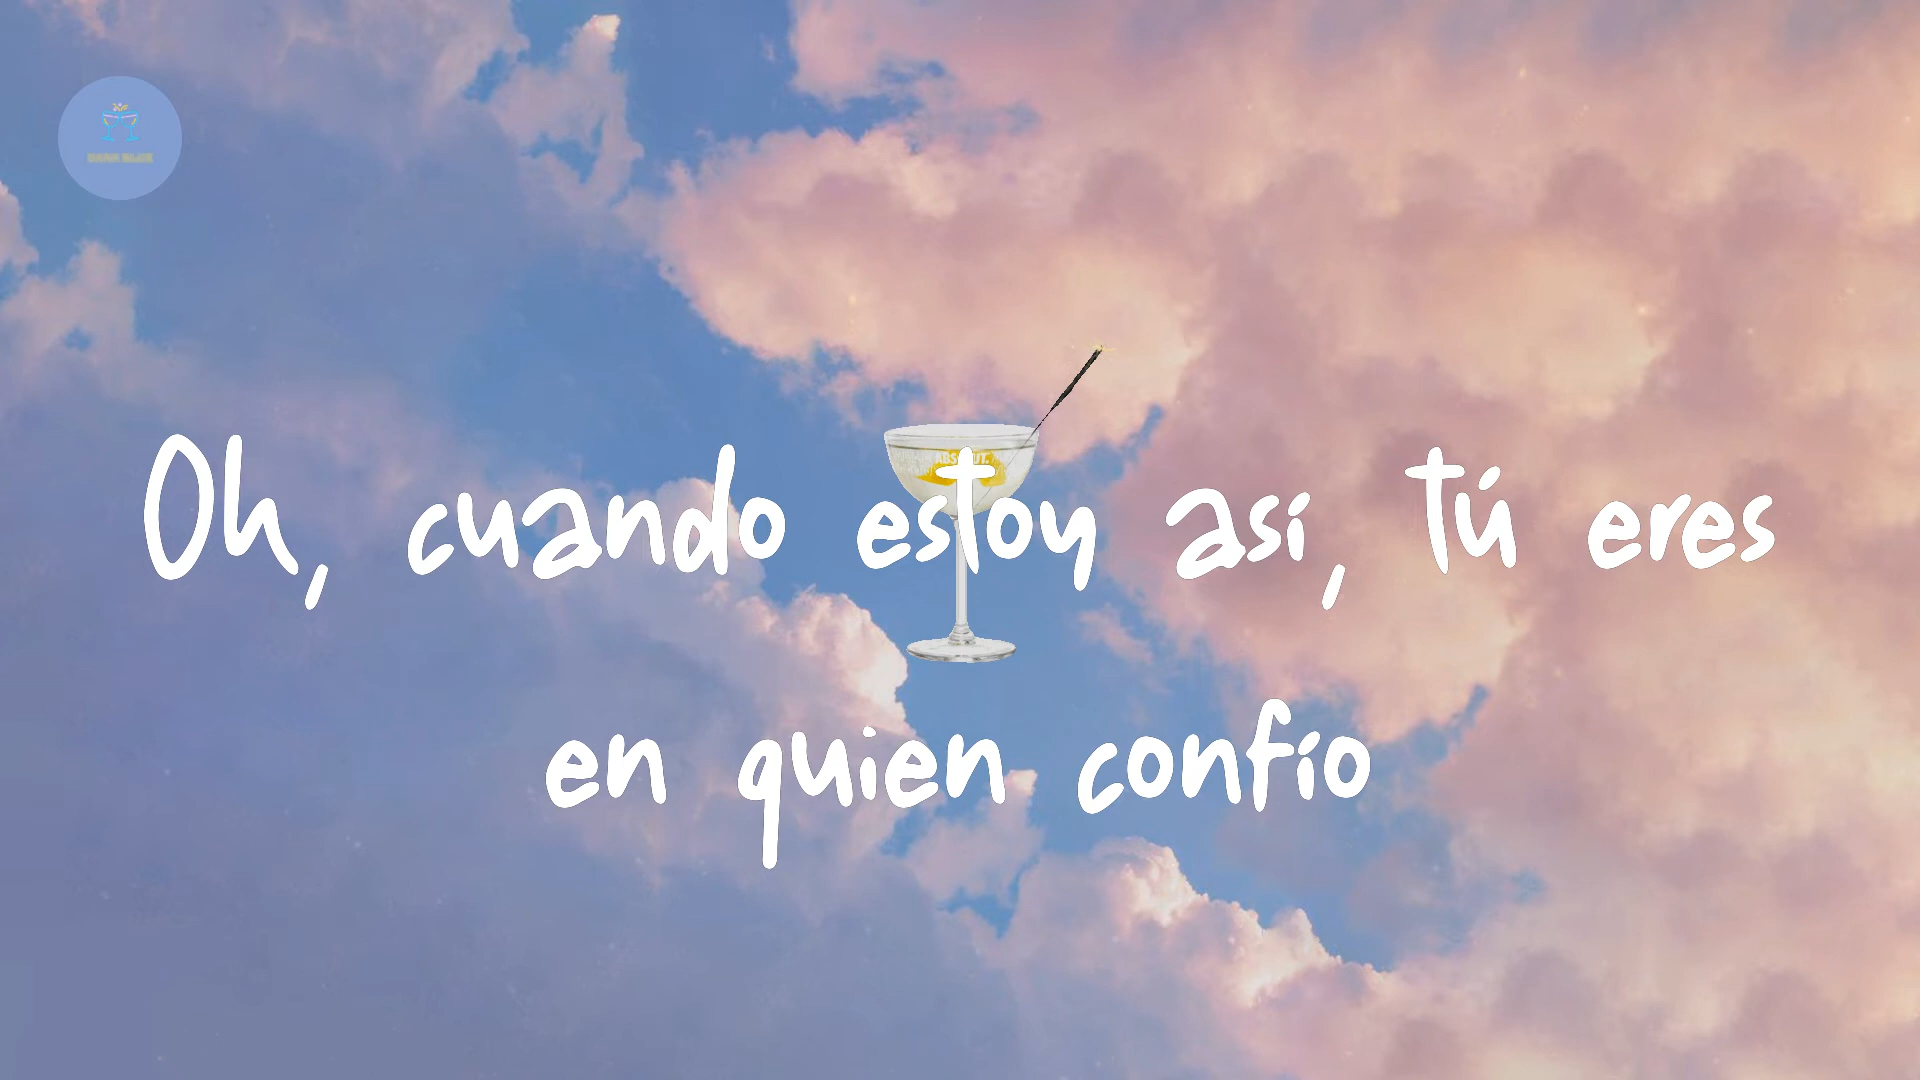 Oh, cuando estoy así, tú eres
en quien confío